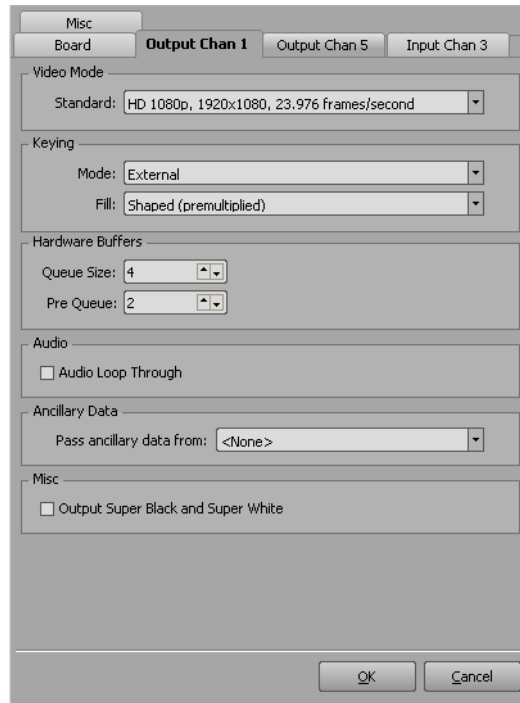 Misc
Board Output Chan 1 Output Chan 5 Input Chan 3
Video Mode
Standard: HD 1080p, 1920x1080, 23.976 frames/second
Keying
Mode: External
Fill: Shaped (premultiplied)
Hardware Buffers
Queue Size: 4
Pre Queue: 2
Audio
Audio Loop Through
Ancillary Data
Pass ancillary data from: <None>
Misc
Output Super Black and Super White
OK Cancel